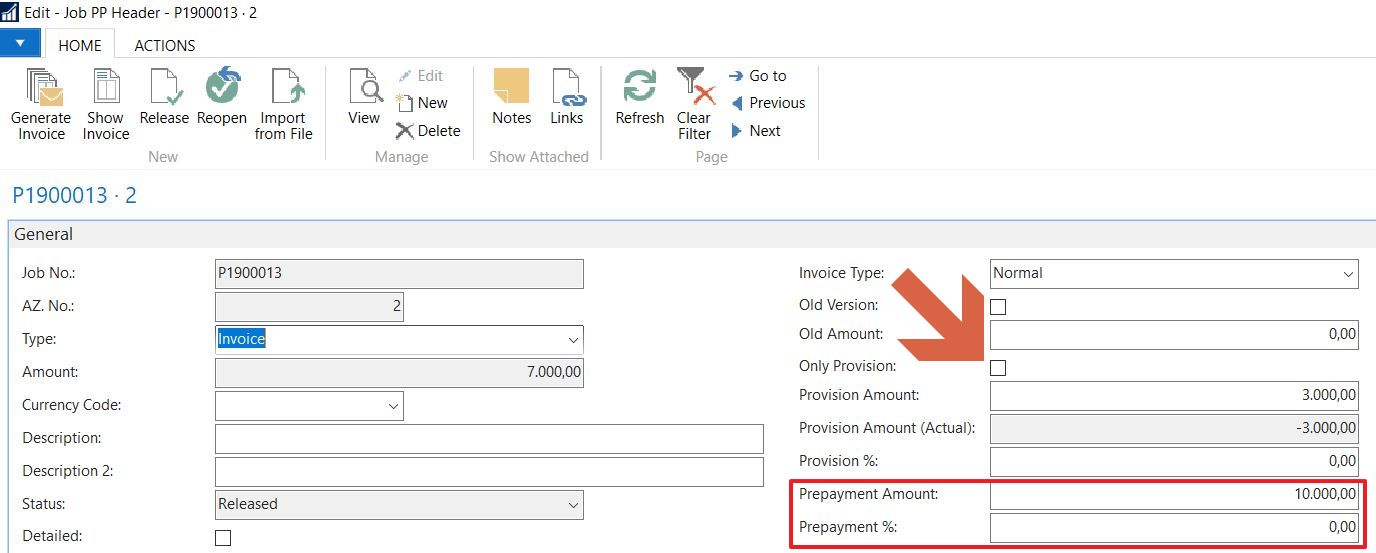 Edit - Job PP Header - P1900013 · 2
HOME ACTIONS
Generate Invoice
Show Invoice
Release
Reopen
Import from File
New
View
Edit
New
Delete
Manage
Notes
Links
Show Attached
Refresh
Clear Filter
Go to
Previous
Next
Page
P1900013 · 2
General
Job No.: P1900013
AZ. No.: 2
Type: Invoice
Amount: 7.000,00
Currency Code:
Description:
Description 2:
Status: Released
Detailed:
Invoice Type: Normal
Old Version:
Old Amount: 0,00
Only Provision:
Provision Amount: 3.000,00
Provision Amount (Actual): -3.000,00
Provision %: 0,00
Prepayment Amount: 10.000,00
Prepayment %: 0,00